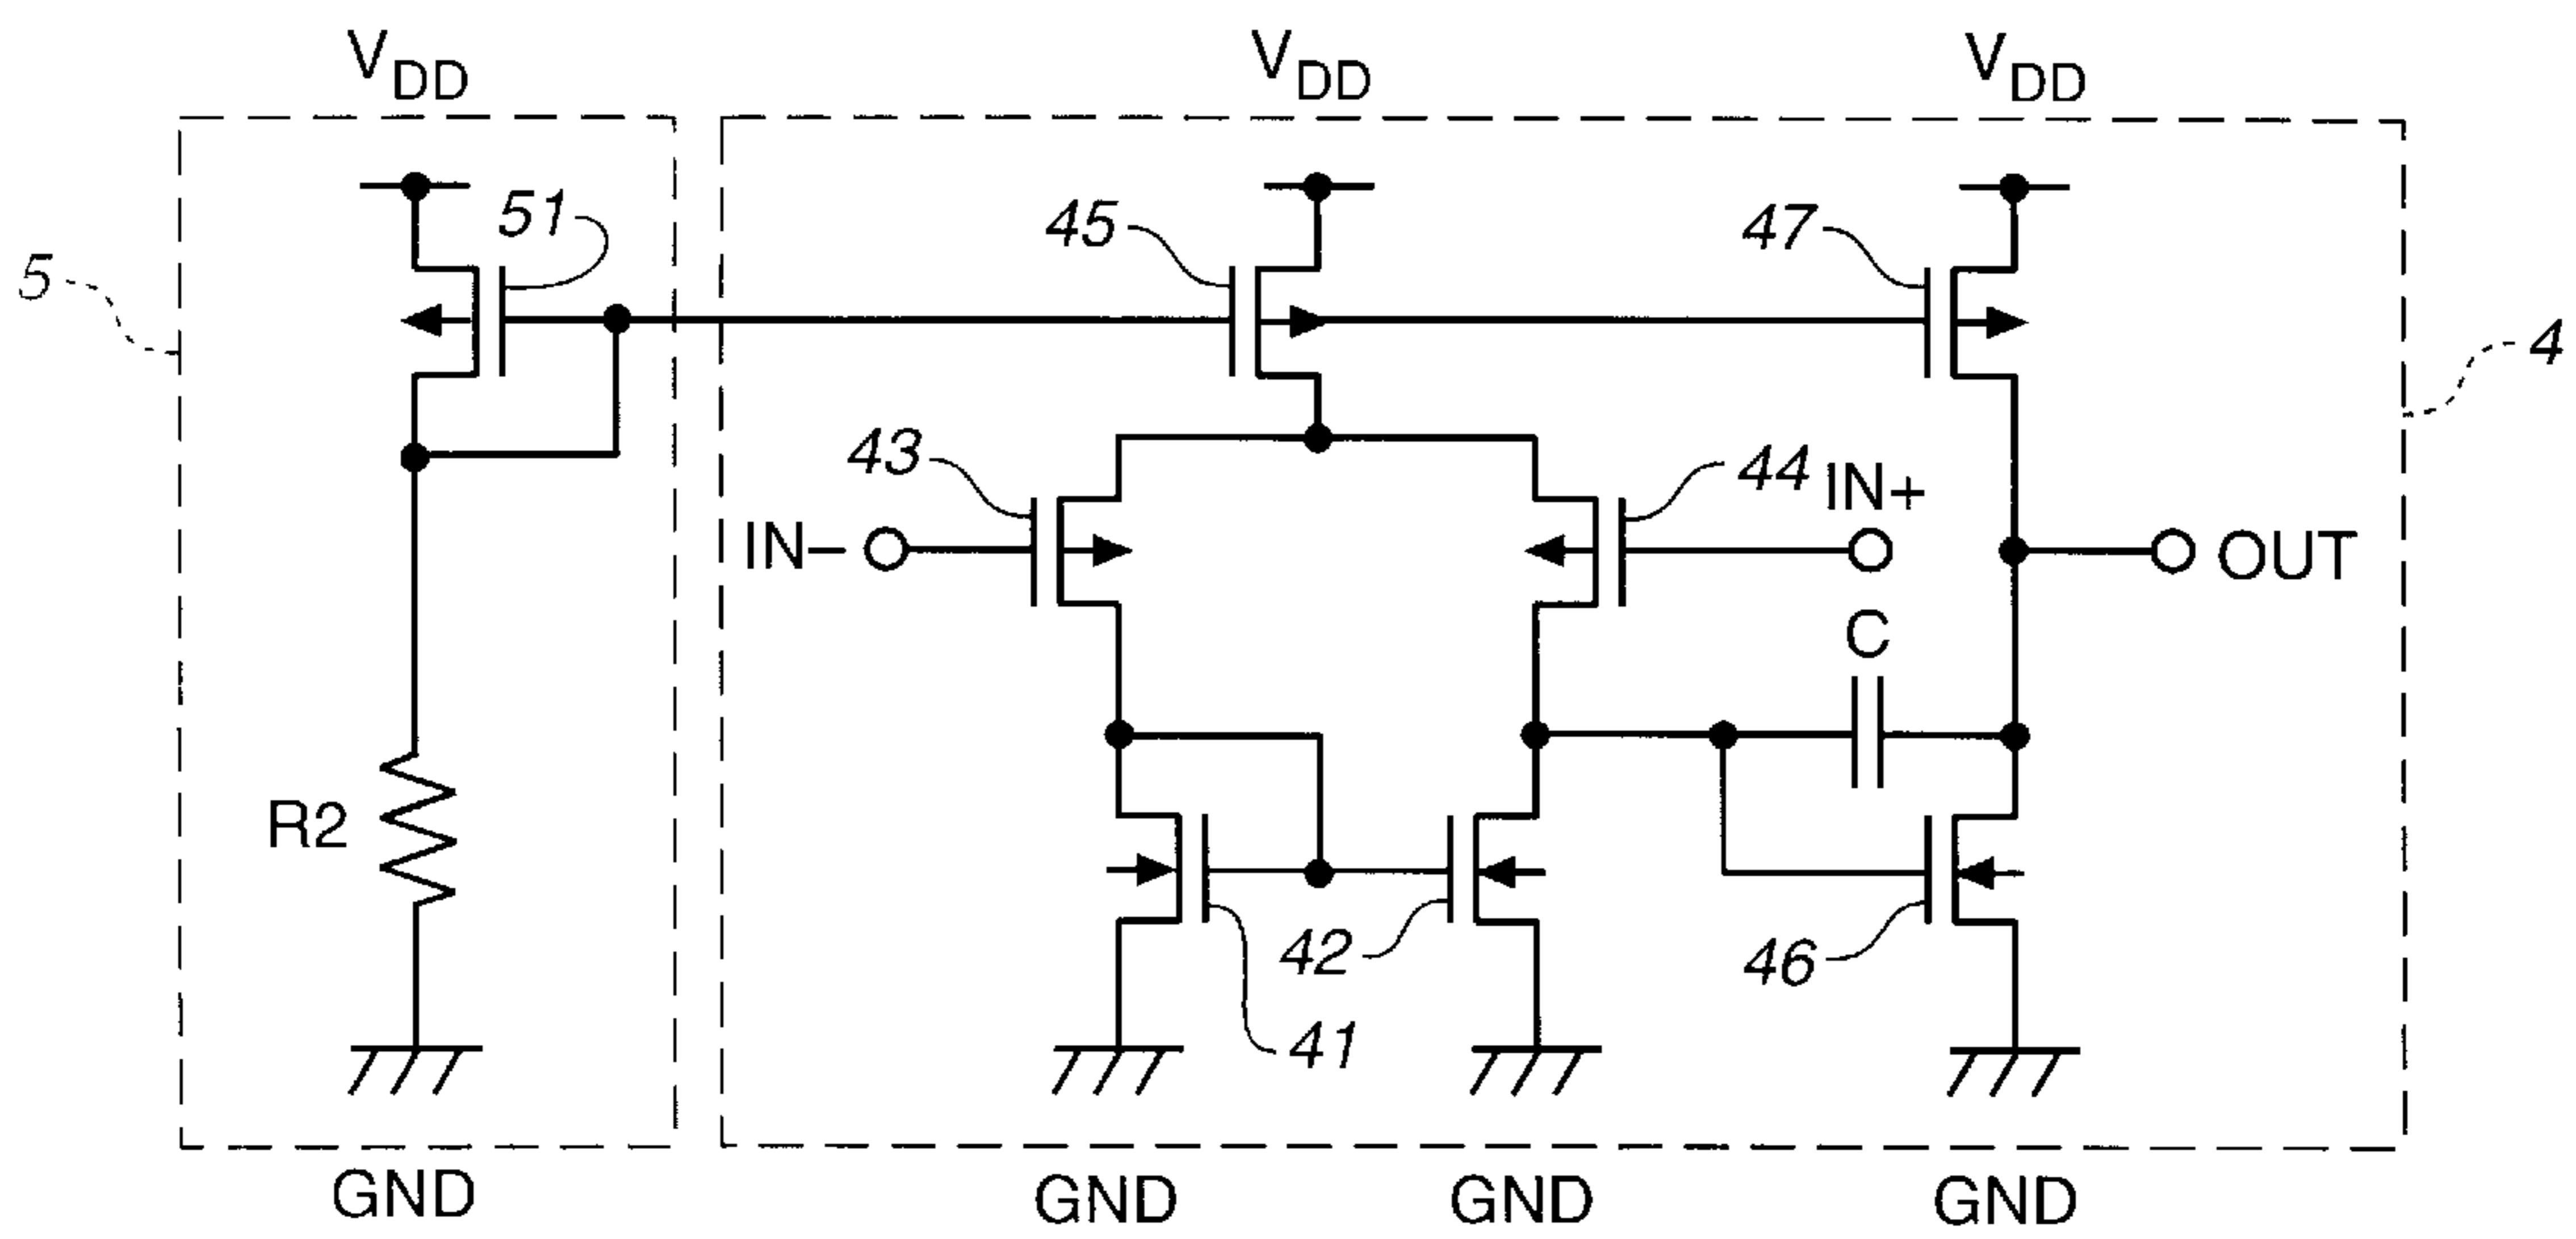 VDD VDD VDD
51 45 47
5 4
43 44 IN+
IN− OUT
C
R2
42 46
41
GND GND GND GND